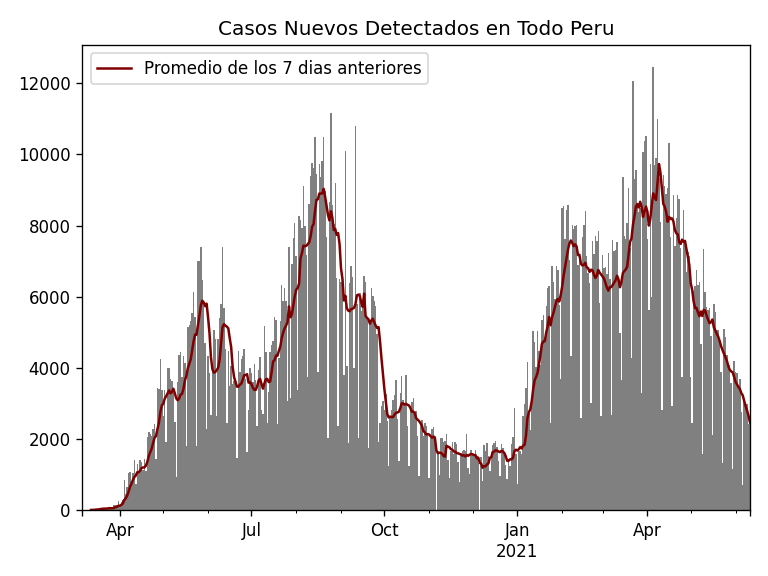 Casos Nuevos Detectados en Todo Peru
Promedio de los 7 dias anteriores
12000
10000
8000
6000
4000
2000
0
Apr Jul Oct Jan Apr
2021